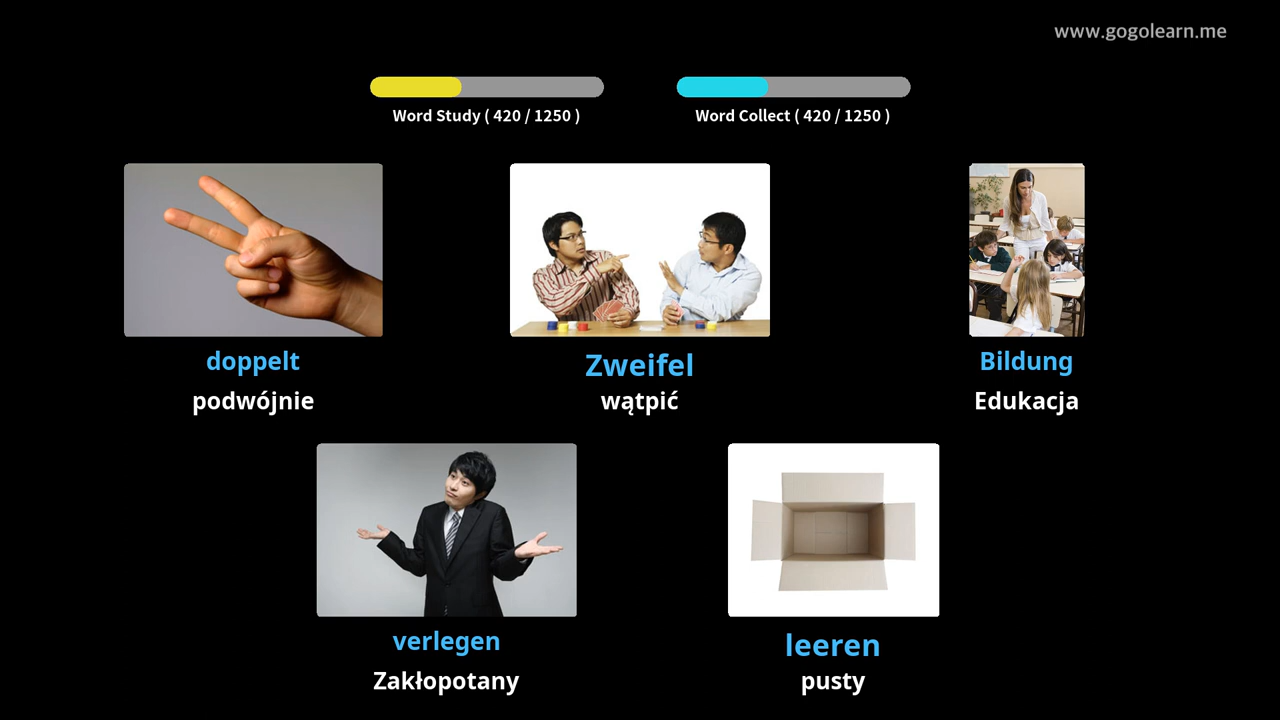 www.gogolearn.me
Word Study ( 420 / 1250 )
Word Collect ( 420 / 1250 )
doppelt
podwójnie
Zweifel
wątpić
Bildung
Edukacja
verlegen
Zakłopotany
leeren
pusty